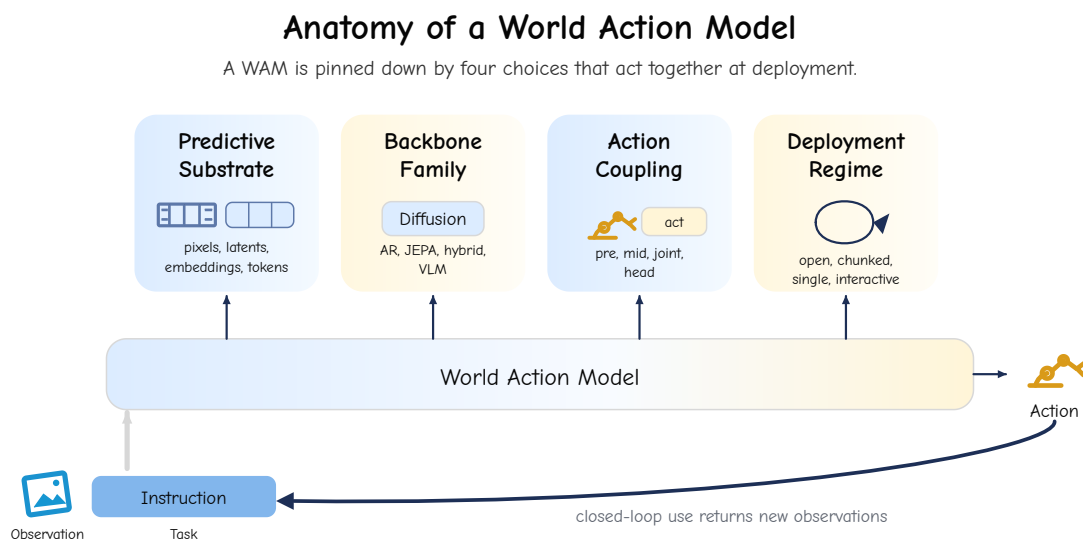 Anatomy of a World Action Model
A WAM is pinned down by four choices that act together at deployment.
Predictive
Substrate
pixels, latents,
embeddings, tokens
Backbone
Family
Diffusion
AR, JEPA, hybrid,
VLM
Action
Coupling
act
pre, mid, joint,
head
Deployment
Regime
open, chunked,
single, interactive
World Action Model
Action
Instruction
Observation
Task
closed-loop use returns new observations